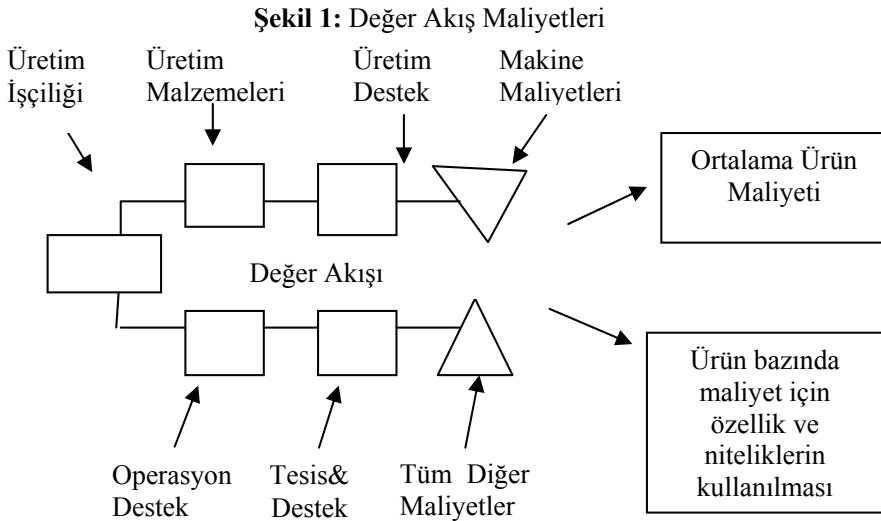 Şekil 1: Değer Akış Maliyetleri
Üretim
İşçiliği
Üretim
Malzemeleri
Üretim
Destek
Makine
Maliyetleri
Ortalama Ürün
Maliyeti
Değer Akışı
Ürün bazında
maliyet için
özellik ve
niteliklerin
kullanılması
Operasyon
Destek
Tesis&
Destek
Tüm Diğer
Maliyetler